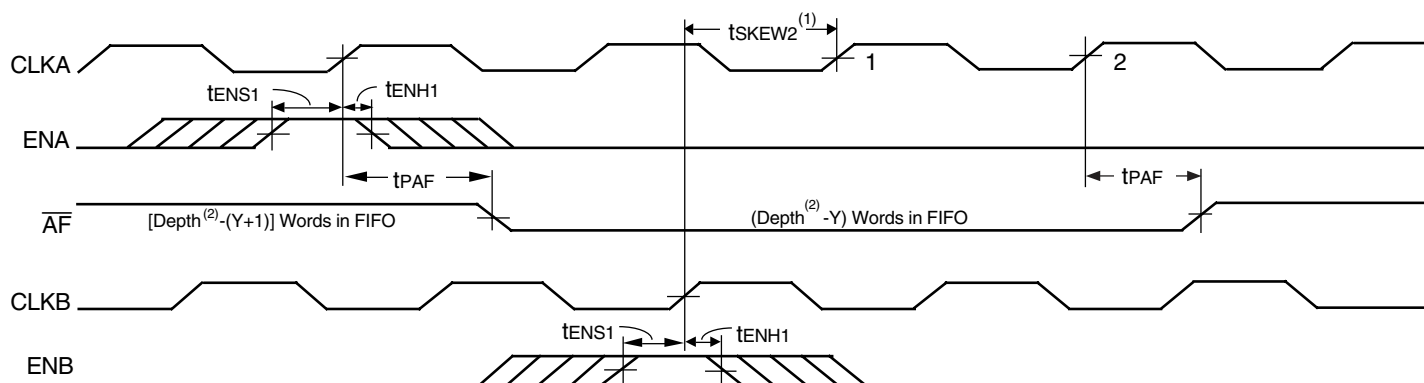 tSKEW2(1)
CLKA
1
2
tENS1
tENH1
ENA
tPAF
tPAF
AF
[Depth(2)-(Y+1)] Words in FIFO
(Depth(2) -Y) Words in FIFO
CLKB
tENS1
tENH1
ENB